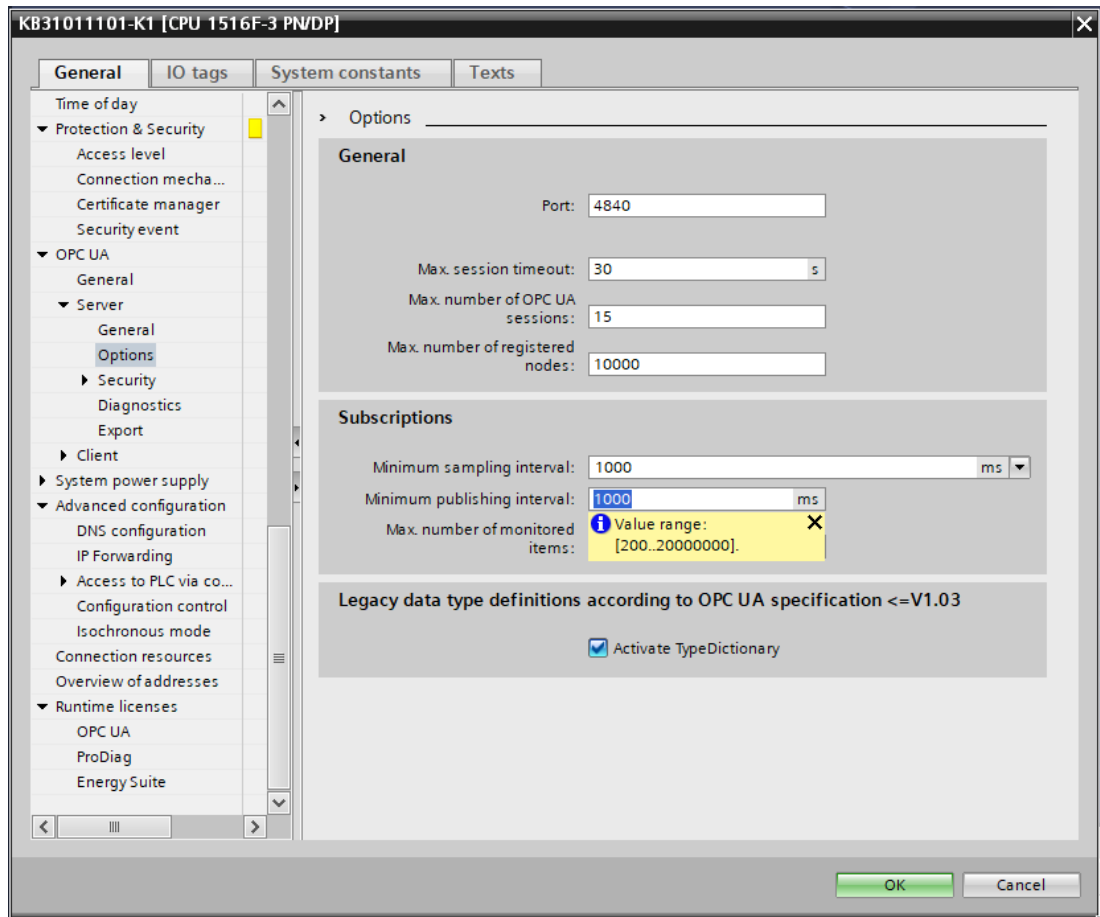 KB31011101-K1 [CPU 1516F-3 PN/DP]
General
IO tags
System constants
Texts
Time of day
Protection & Security
Access level
Connection mecha...
Certificate manager
Security event
OPC UA
General
Server
General
Options
Security
Diagnostics
Export
Client
System power supply
Advanced configuration
DNS configuration
IP Forwarding
Access to PLC via co...
Configuration control
Isochronous mode
Connection resources
Overview of addresses
Runtime licenses
OPC UA
ProDiag
Energy Suite
Options
General
Port: 4840
Max. session timeout: 30 s
Max. number of OPC UA
sessions: 15
Max. number of registered
nodes: 10000
Subscriptions
Minimum sampling interval: 1000 ms
Minimum publishing interval: 1000 ms
Max. number of monitored
items:
Value range:
[200..20000000].
Legacy data type definitions according to OPC UA specification <=V1.03
Activate TypeDictionary
OK
Cancel